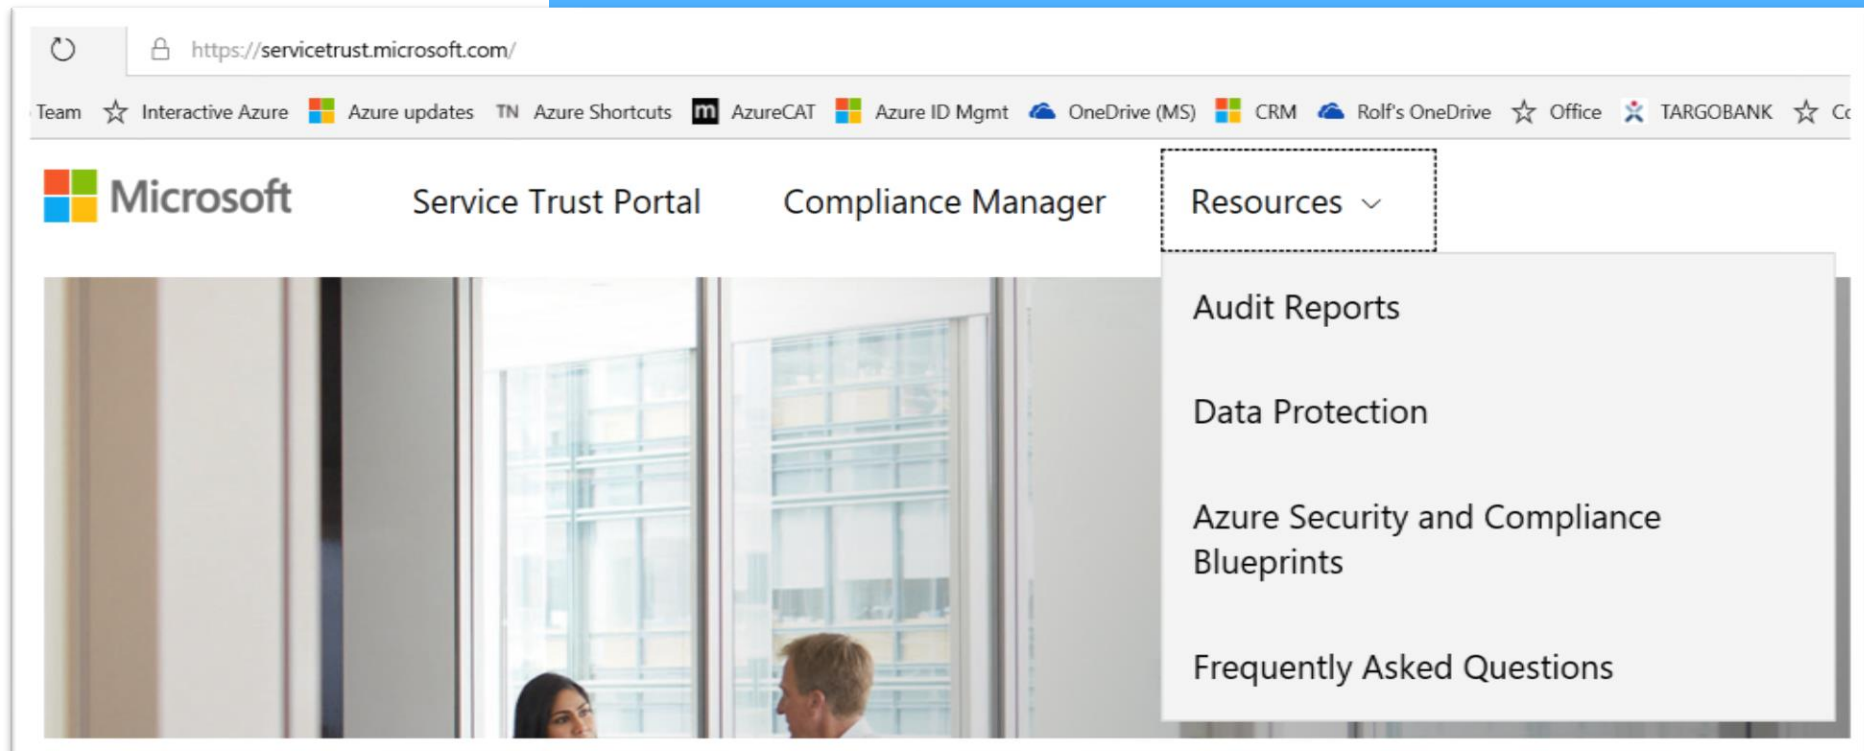 https://servicetrust.microsoft.com/
Team Interactive Azure Azure updates TN Azure Shortcuts m AzureCAT Azure ID Mgmt OneDrive (MS) CRM Rolf's OneDrive Office TARGOBANK
Microsoft Service Trust Portal Compliance Manager Resources
Audit Reports
Data Protection
Azure Security and Compliance
Blueprints
Frequently Asked Questions